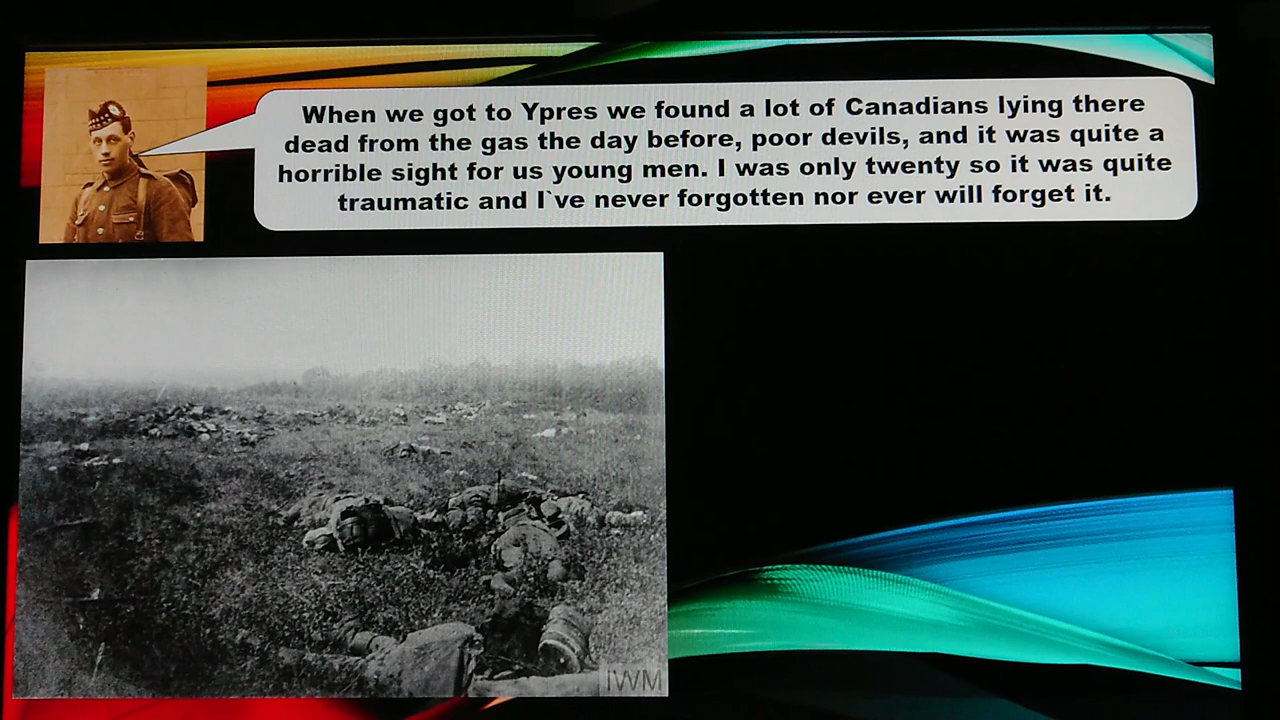 When we got to Ypres we found a lot of Canadians lying there
dead from the gas the day before, poor devils, and it was quite a
horrible sight for us young men. I was only twenty so it was quite
traumatic and I`ve never forgotten nor ever will forget it.
IWM